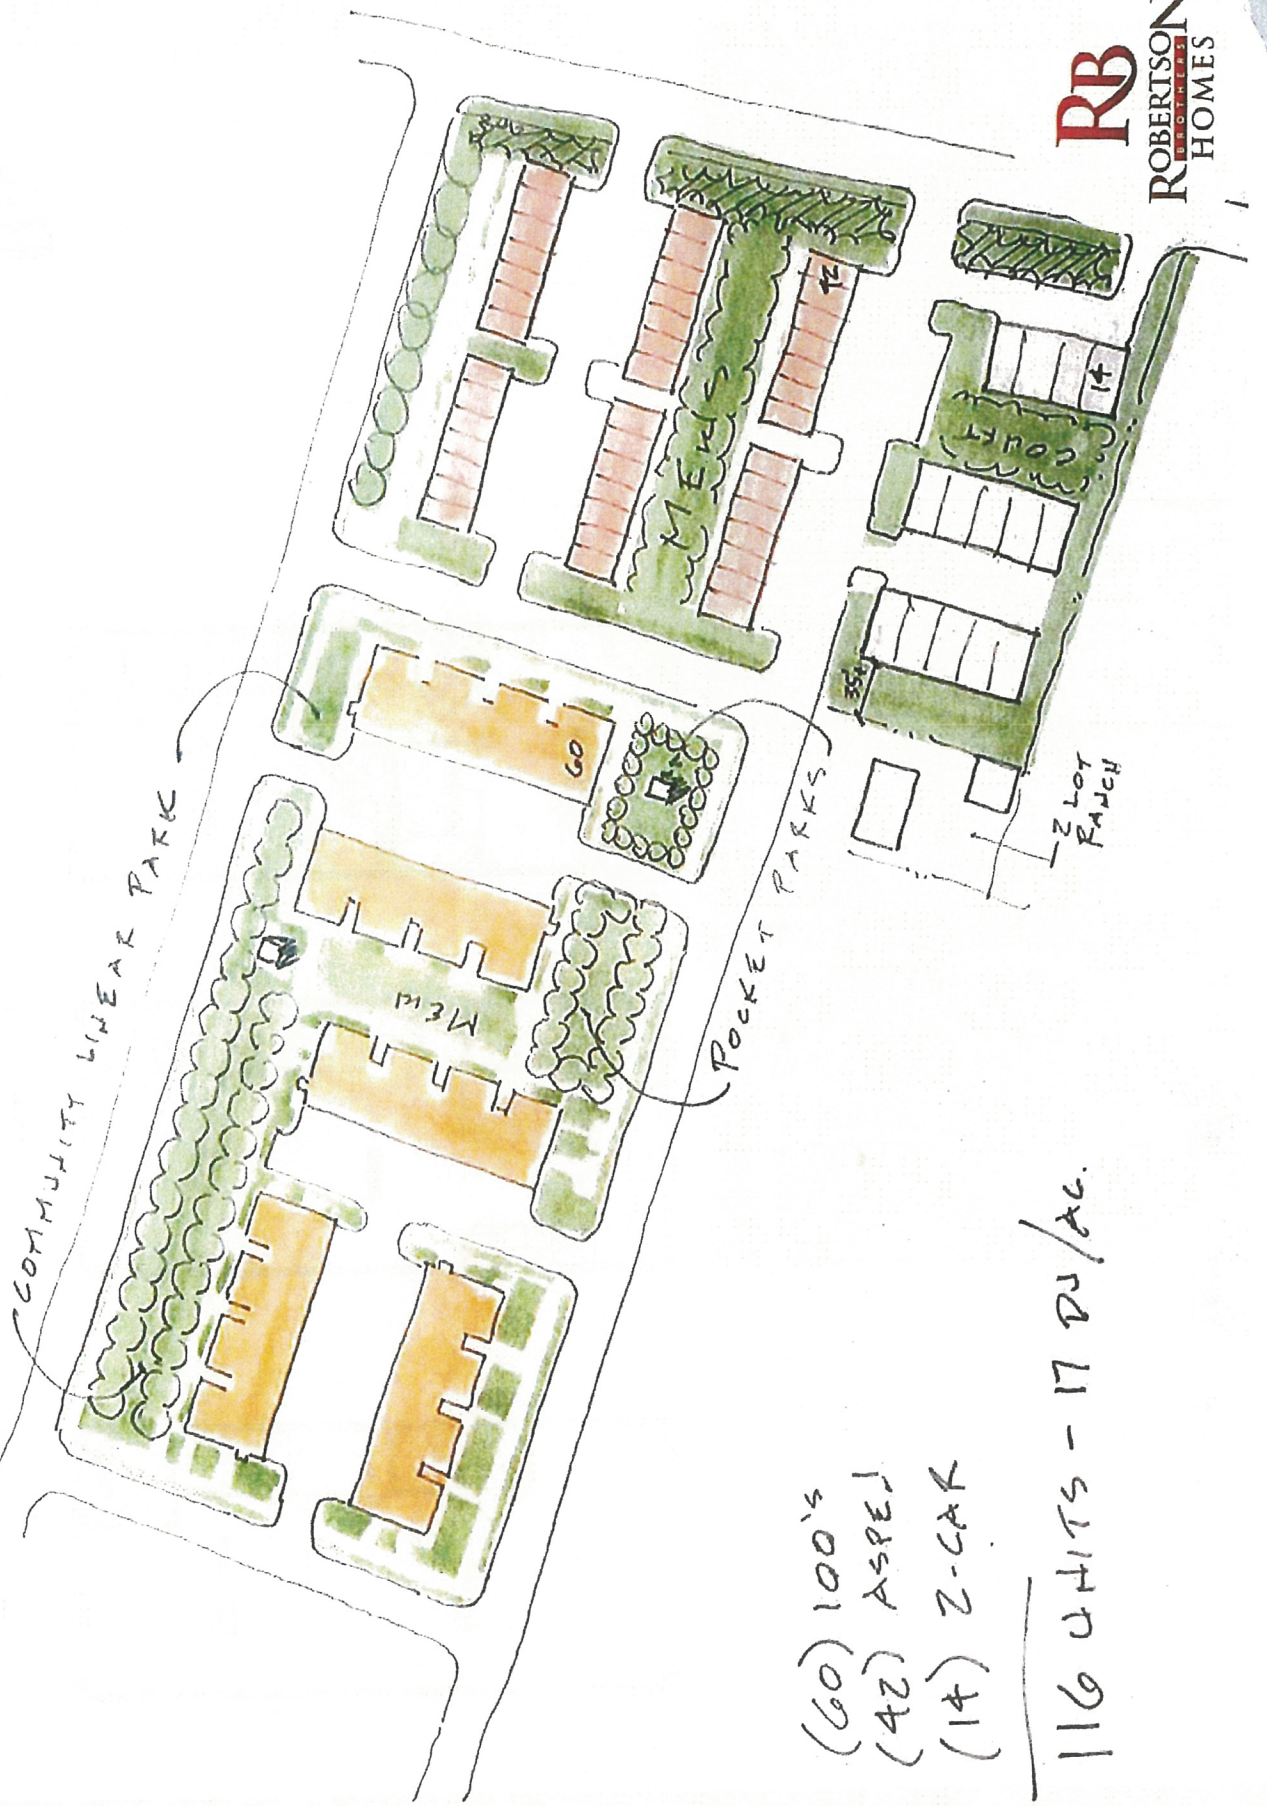 RB
ROBERTSON
BROTHERS
HOMES
COMMUNITY LINEAR PARK
MEWS
42
14
COURT
60
35'
MEW
POCKET PARKS
2 LOT
RANCH
(60) 100's
(42) ASPEN
(14) 2-CAR
116 UNITS - 17 DU/AC.